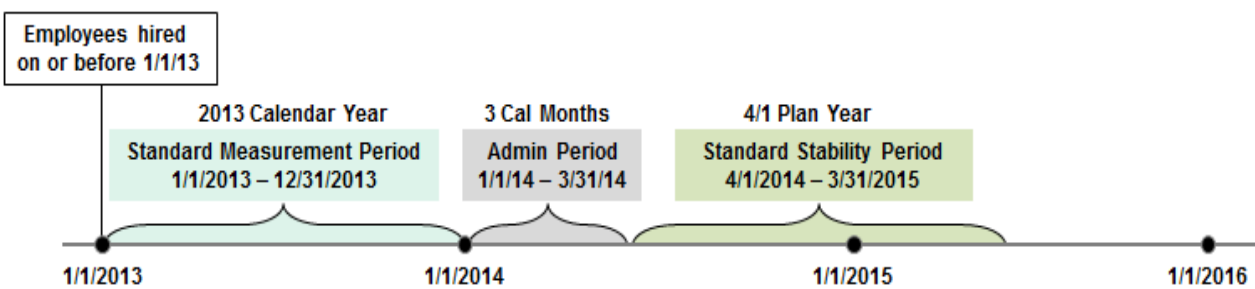 Employees hired
on or before 1/1/13
2013 Calendar Year
3 Cal Months
4/1 Plan Year
Standard Measurement Period
1/1/2013 – 12/31/2013
Admin Period
1/1/14 – 3/31/14
Standard Stability Period
4/1/2014 – 3/31/2015
1/1/2013
1/1/2014
1/1/2015
1/1/2016